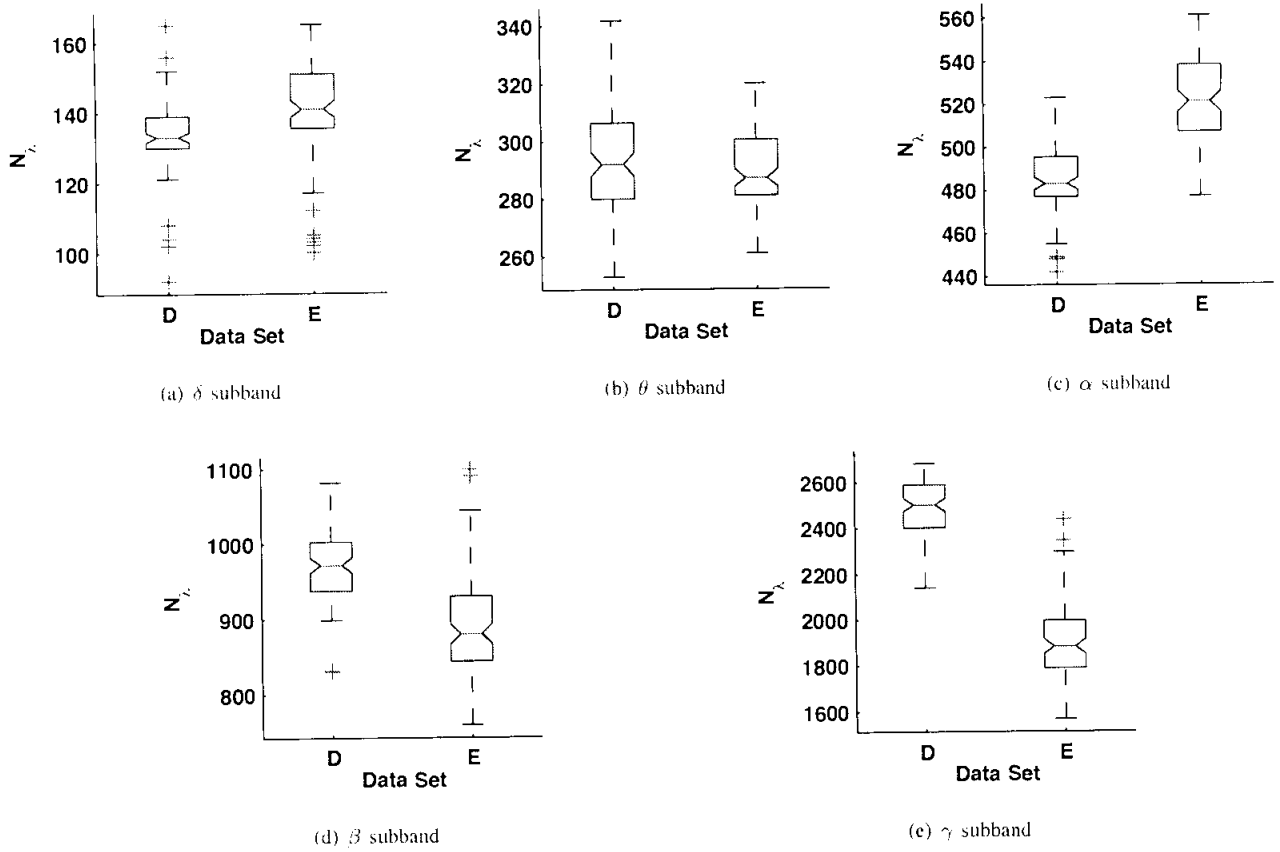 160
140
120
100
N_λ
D E
Data Set
(a) δ subband
340
320
300
280
260
N_λ
D E
Data Set
(b) θ subband
560
540
520
500
480
460
440
N_λ
D E
Data Set
(c) α subband
1100
1000
900
800
N_λ
D E
Data Set
(d) β subband
2600
2400
2200
2000
1800
1600
N_λ
D E
Data Set
(e) γ subband